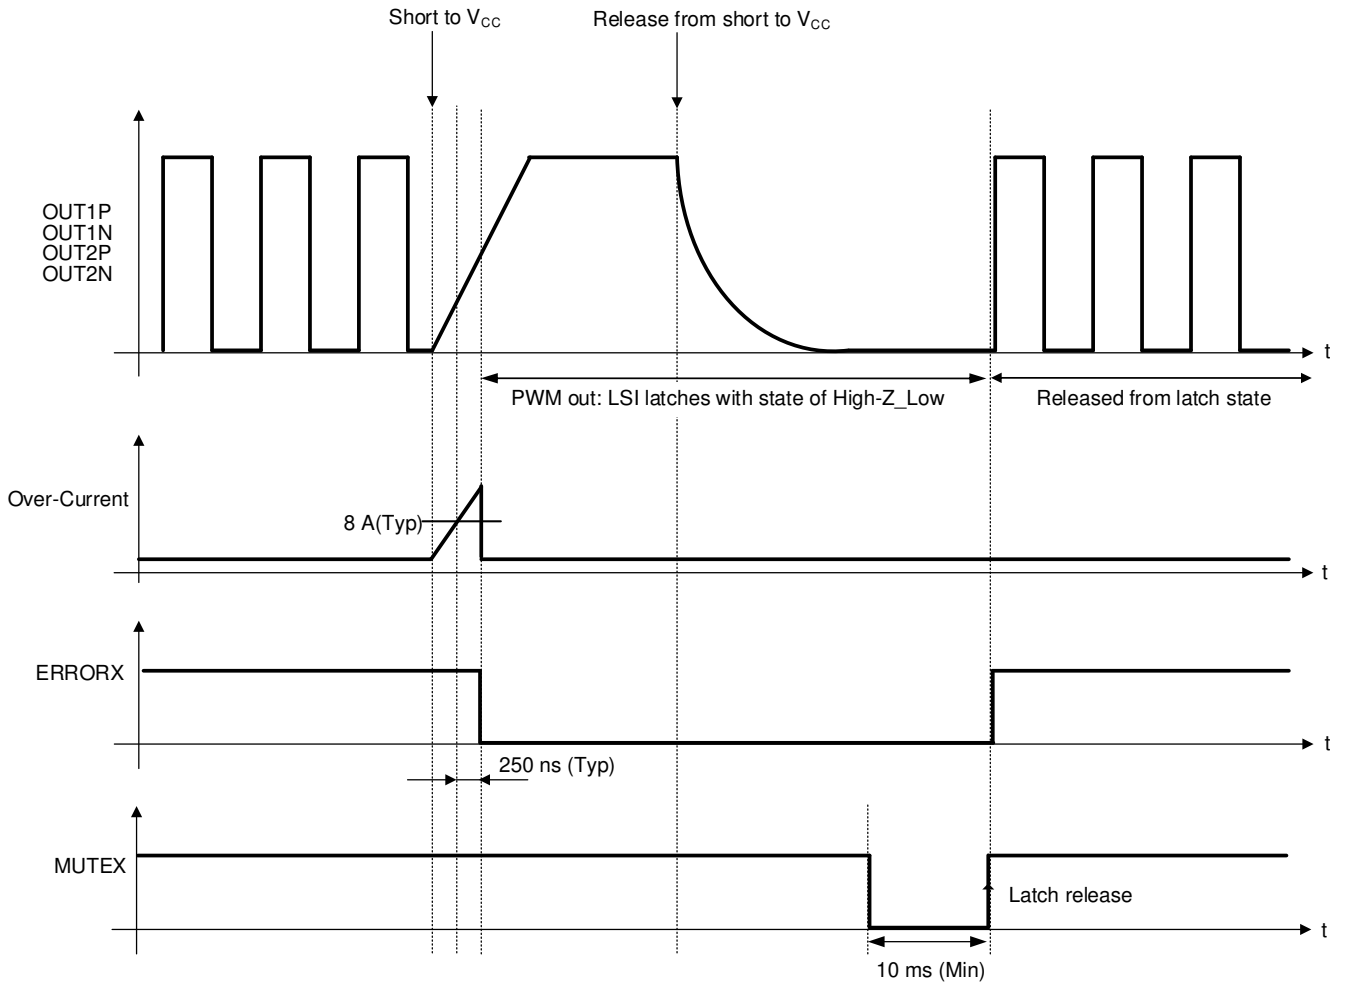 Short to VCC
Release from short to VCC
OUT1P
OUT1N
OUT2P
OUT2N
t
PWM out: LSI latches with state of High-Z_Low
Released from latch state
Over-Current
8 A(Typ)
t
ERRORX
t
250 ns (Typ)
MUTEX
Latch release
t
10 ms (Min)